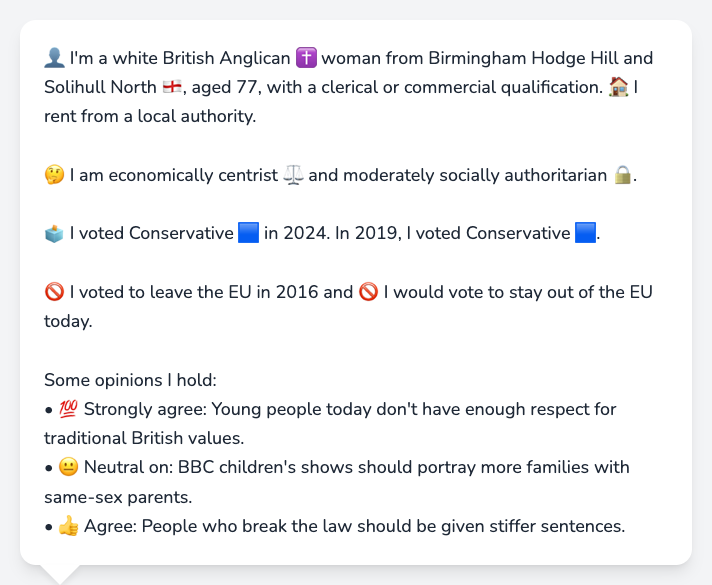 👤 I'm a white British Anglican ✝️ woman from Birmingham Hodge Hill and
Solihull North 🏴󠁧󠁢󠁥󠁮󠁧󠁿, aged 77, with a clerical or commercial qualification. 🏠 I
rent from a local authority.
🤔 I am economically centrist ⚖️ and moderately socially authoritarian 🔒.
🗳️ I voted Conservative 🟦 in 2024. In 2019, I voted Conservative 🟦.
🚫 I voted to leave the EU in 2016 and 🚫 I would vote to stay out of the EU
today.
Some opinions I hold:
• 💯 Strongly agree: Young people today don't have enough respect for
traditional British values.
• 😐 Neutral on: BBC children's shows should portray more families with
same-sex parents.
• 👍 Agree: People who break the law should be given stiffer sentences.